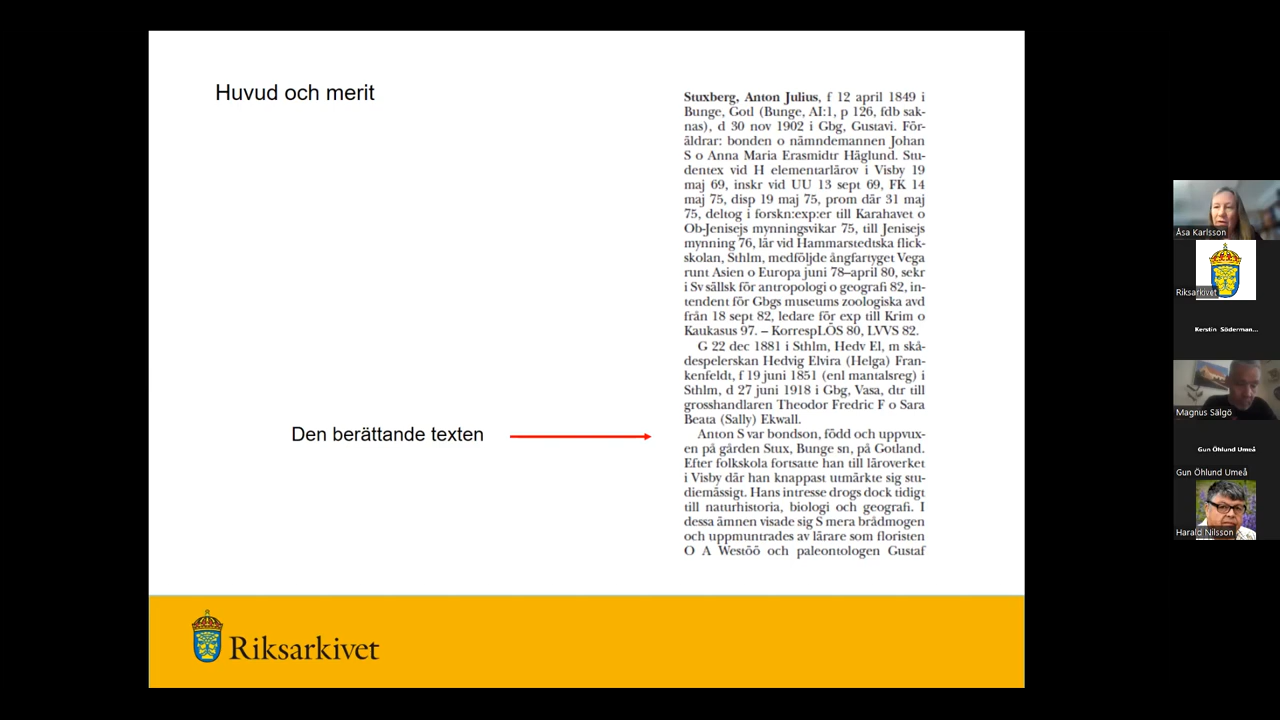 Huvud och merit
Stuxberg, Anton Julius, f 12 april 1849 i
Bunge, Gotl (Bunge, AI:1, p 126, fdb sak-
nas), d 30 nov 1902 i Gbg, Gustavi. För-
äldrar: bonden o nämndemannen Johan
S o Anna Maria Erasmidtr Häglund. Stu-
dentex vid H elementarlärov i Visby 19
maj 69, inskr vid UU 13 sept 69, FK 14
maj 75, disp 19 maj 75, prom där 31 maj
75, deltog i forskn:exp:er till Karahavet o
Ob-Jenisejs mynningsvikar 75, till Jenisejs
mynning 76, lär vid Hammarstedtska flick-
skolan, Sthlm, medföljde ångfartyget Vega
runt Asien o Europa juni 78–april 80, sekr
i Sv sällsk för antropologi o geografi 82, in-
tendent för Gbgs museums zoologiska avd
från 18 sept 82, ledare för exp till Krim o
Kaukasus 97. – KorrespLÖS 80, LVVS 82.
G 22 dec 1881 i Sthlm, Hedv El, m skå-
despelerskan Hedvig Elvira (Helga) Fran-
kenfeldt, f 19 juni 1851 (enl mantalsreg) i
Sthlm, d 27 juni 1918 i Gbg, Vasa, dtr till
grosshandlaren Theodor Fredric F o Sara
Beata (Sally) Ekwall.
Den berättande texten
Anton S var bondson, född och uppvux-
en på gården Stux, Bunge sn, på Gotland.
Efter folkskola fortsatte han till läroverket
i Visby där han knappast utmärkte sig stu-
diemässigt. Hans intresse drogs dock tidigt
till naturhistoria, biologi och geografi. I
dessa ämnen visade sig S mera brådmogen
och uppmuntrades av lärare som floristen
O A Westöö och paleontologen Gustaf
Riksarkivet
Åsa Karlsson
Riksarkivet
Kerstin Söderman...
Magnus Sälgö
Gun Öhlund Umeå
Gun Öhlund Umeå
Harald Nilsson